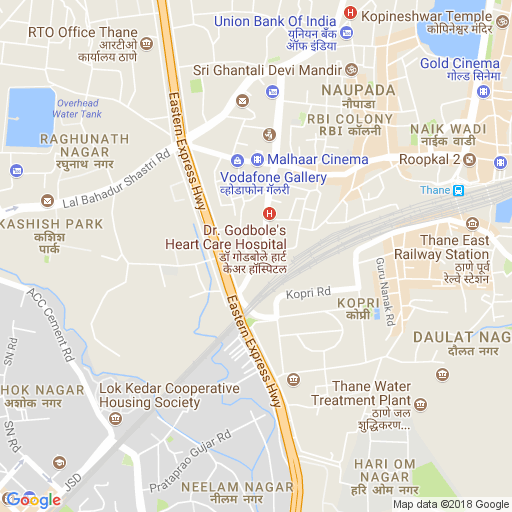 Union Bank Of India
यूनियन बैंक
ऑफ इंडिया
Kopineshwar Temple
कोपिनेश्वर मंदिर
RTO Office Thane
आरटीओ
कार्यालय ठाणे
Sri Ghantali Devi Mandir
Gold Cinema
गोल्ड सिनेमा
NAUPADA
नौपाडा
Overhead
Water Tank
RBI COLONY
RBI कॉलनी
NAIK WADI
नाईक वाडी
RAGHUNATH
NAGAR
रघुनाथ नगर
Eastern Express Hwy
Lal Bahadur Shastri Rd
Malhaar Cinema
Roopkal 2
Vodafone Gallery
व्होडाफोन गॅलरी
Thane
KASHISH PARK
कशिश
पार्क
Dr. Godbole's
Heart Care Hospital
डॉ गोडबोले हार्ट
केअर हॉस्पिटल
Thane East
Railway Station
ठाणे पूर्व
रेल्वे स्टेशन
Guru Nanak Rd
Kopri Rd
KOPRI
कोप्री
ACC Cement Rd
Eastern Express Hwy
DAULAT NAG
दौलत नगर
SN Rd
HOK NAGAR
अशोक नगर
Lok Kedar Cooperative
Housing Society
Thane Water
Treatment Plant
ठाणे जल
शुद्धिकरण...
SN Rd
Prataprao Gujar Rd
JSD
HARI OM
NAGAR
हरि ओम नगर
NEELAM NAGAR
नीलम नगर
Google
Map data ©2018 Google